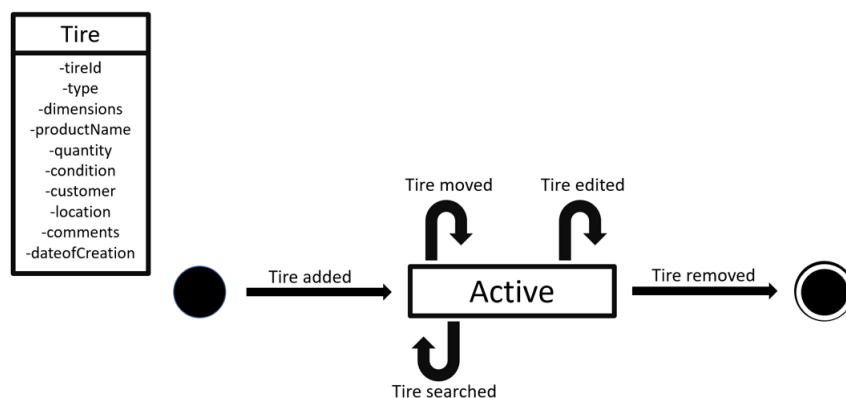 Tire
-tireId
-type
-dimensions
-productName
-quantity
-condition
-customer
-location
-comments
-dateofCreation
Tire moved
Tire edited
Tire added
Active
Tire removed
Tire searched